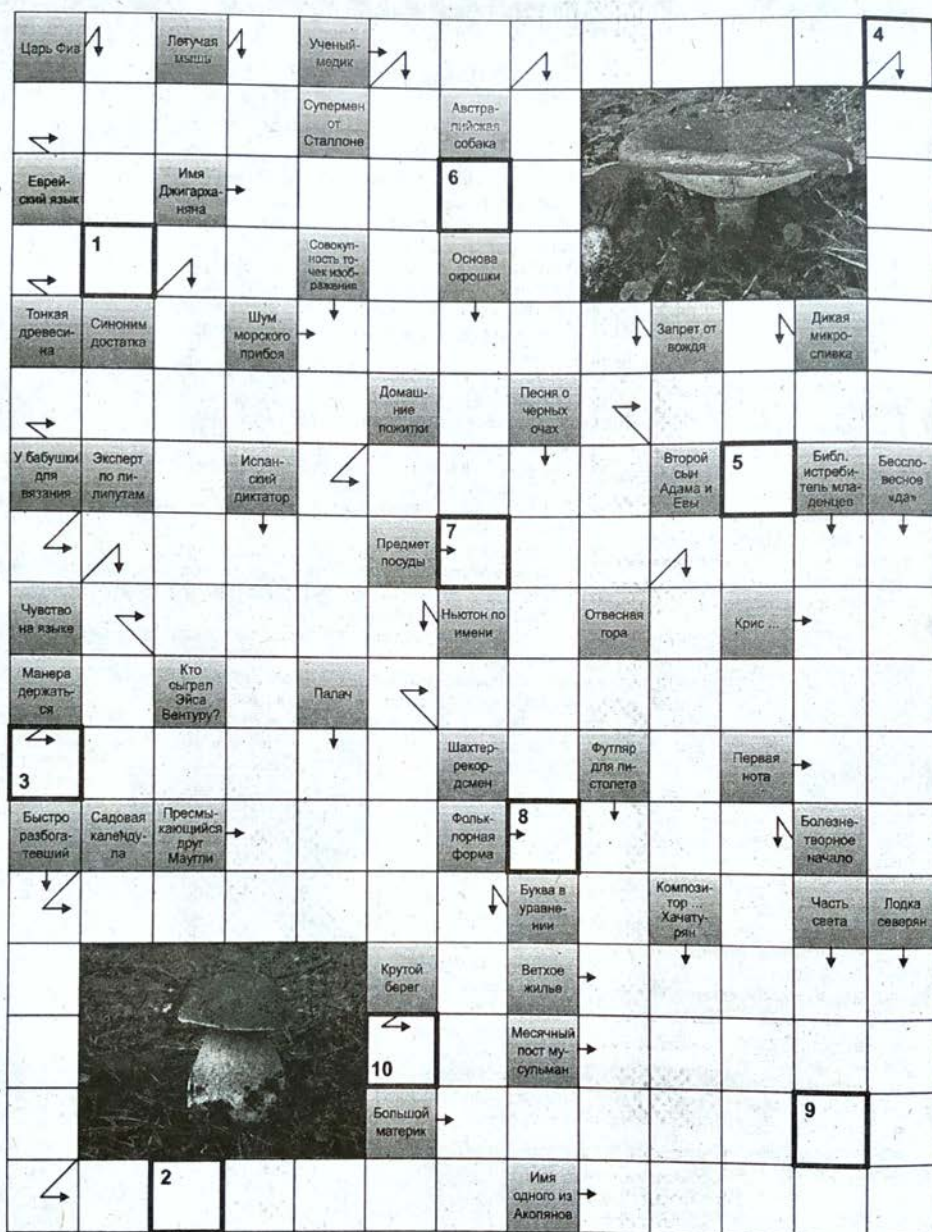 Царь Фив
Летучая
мышь
Ученый-
медик
4
Супермен
от
Сталлоне
Австра-
лийская
собака
Еврей-
ский язык
Имя
Джигарха-
няна
6
1
Совокуп-
ность то-
чек изоб-
ражения
Основа
окрошки
Тонкая
древеси-
на
Синоним
достатка
Шум
морского
прибоя
Запрет от
вождя
Дикая
микро-
сливка
Домаш-
ние
пожитки
Песня о
черных
очах
У бабушки
для
вязания
Эксперт
по ли-
липутам
Испан-
ский
диктатор
Второй
сын
Адама и
Евы
5
Библ.
истреби-
тель мла-
денцев
Бессло-
весное
«да»
Предмет
посуды
7
Чувство
на языке
Ньютон по
имени
Отвесная
гора
Крис ...
Манера
держать-
ся
Кто
сыграл
Эйса
Вентуру?
Палач
3
Шахтер-
рекор-
дсмен
Футляр
для пи-
столета
Первая
нота
Быстро
разбога-
тевший
Садовая
календу-
ла
Пресмы-
кающийся
друг
Маугли
Фольк-
лорная
форма
8
Болезне-
творное
начало
Буква в
уравне-
нии
Компози-
тор ...
Хачату-
рян
Часть
света
Лодка
северян
Крутой
берег
Ветхое
жилье
10
Месячный
пост му-
сульман
Большой
материк
9
2
Имя
одного из
Акопянов